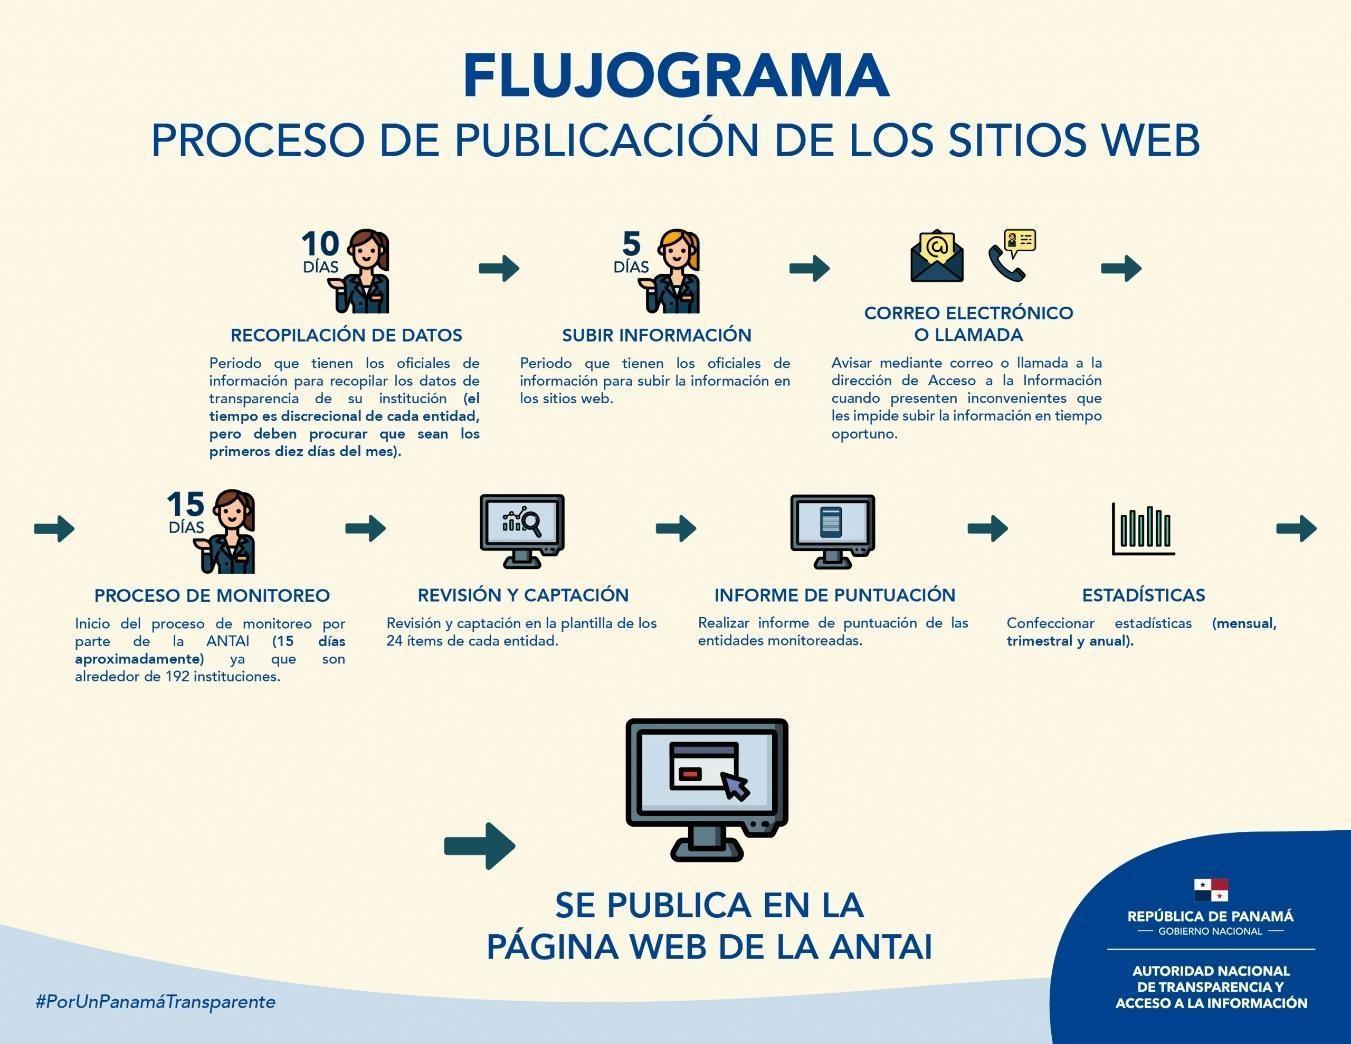 FLUJOGRAMA
PROCESO DE PUBLICACIÓN DE LOS SITIOS WEB
10
DÍAS
RECOPILACIÓN DE DATOS
Periodo que tienen los oficiales de
información para recopilar los datos de
transparencia de su institución (el
tiempo es discrecional de cada entidad,
pero deben procurar que sean los
primeros diez días del mes).
5
DÍAS
SUBIR INFORMACIÓN
Periodo que tienen los oficiales de
información para subir la información en
los sitios web.
CORREO ELECTRÓNICO
O LLAMADA
Avisar mediante correo o llamada a la
dirección de Acceso a la Información
cuando presenten inconvenientes que
les impide subir la información en tiempo
oportuno.
15
DÍAS
PROCESO DE MONITOREO
Inicio del proceso de monitoreo por
parte de la ANTAI (15 días
aproximadamente) ya que son
alrededor de 192 instituciones.
REVISIÓN Y CAPTACIÓN
Revisión y captación en la plantilla de los
24 ítems de cada entidad.
INFORME DE PUNTUACIÓN
Realizar informe de puntuación de las
entidades monitoreadas.
ESTADÍSTICAS
Confeccionar estadísticas (mensual,
trimestral y anual).
SE PUBLICA EN LA
PÁGINA WEB DE LA ANTAI
#PorUnPanamáTransparente
REPÚBLICA DE PANAMÁ
— GOBIERNO NACIONAL —
AUTORIDAD NACIONAL
DE TRANSPARENCIA Y
ACCESO A LA INFORMACIÓN